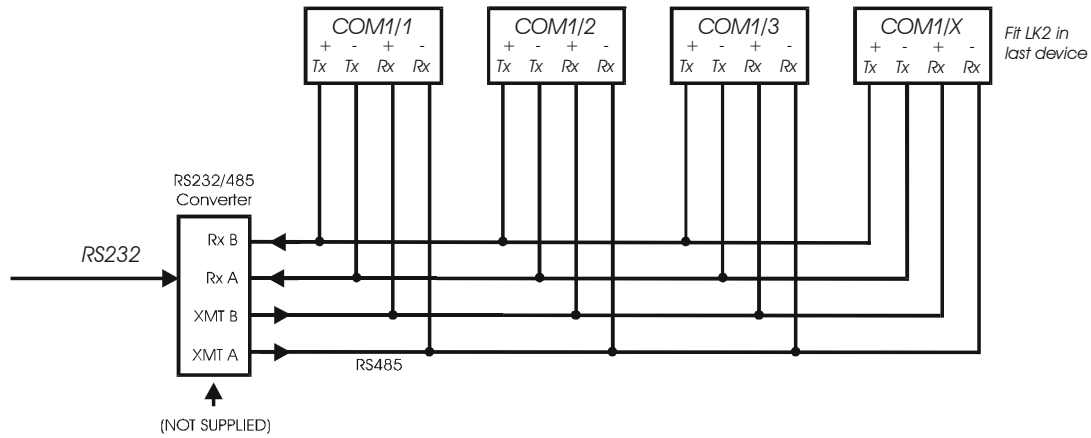 COM1/1
+ - + -
Tx Tx Rx Rx
COM1/2
+ - + -
Tx Tx Rx Rx
COM1/3
+ - + -
Tx Tx Rx Rx
COM1/X
+ - + -
Tx Tx Rx Rx
Fit LK2 in
last device
RS232/485
Converter
RS232
Rx B
Rx A
XMT B
XMT A
RS485
(NOT SUPPLIED)